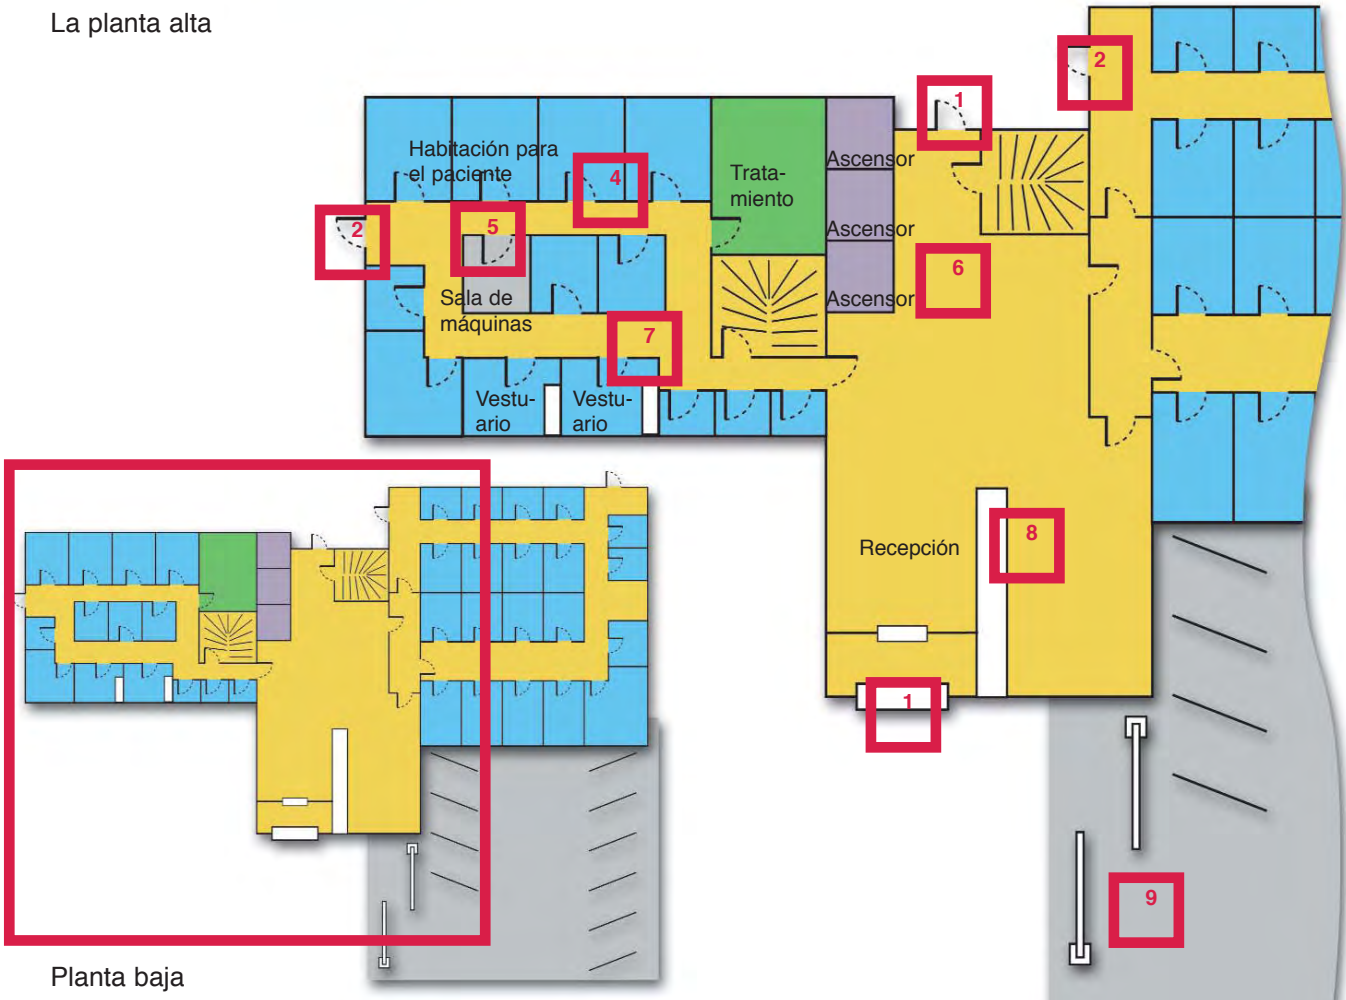 La planta alta
2
1
Habitación para
el paciente
4
Trata-
miento
Ascensor
2
5
Ascensor
6
Sala de
máquinas
Ascensor
7
Vestu-
ario
Vestu-
ario
Recepción
8
1
9
Planta baja